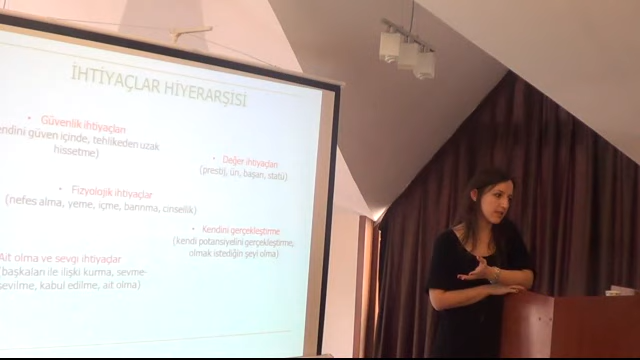 İHTİYAÇLAR HİYERARŞİSİ
• Güvenlik ihtiyaçları
kendini güven içinde, tehlikeden uzak
hissetme)
• Değer ihtiyaçları
(prestij, ün, başarı, statü)
• Fizyolojik ihtiyaçlar
(nefes alma, yeme, içme, barınma, cinsellik)
• Kendini gerçekleştirme
(kendi potansiyelini gerçekleştirme,
olmak istediğin şeyi olma)
Ait olma ve sevgi ihtiyaçlar
(başkaları ile ilişki kurma, sevme-
sevilme, kabul edilme, ait olma)